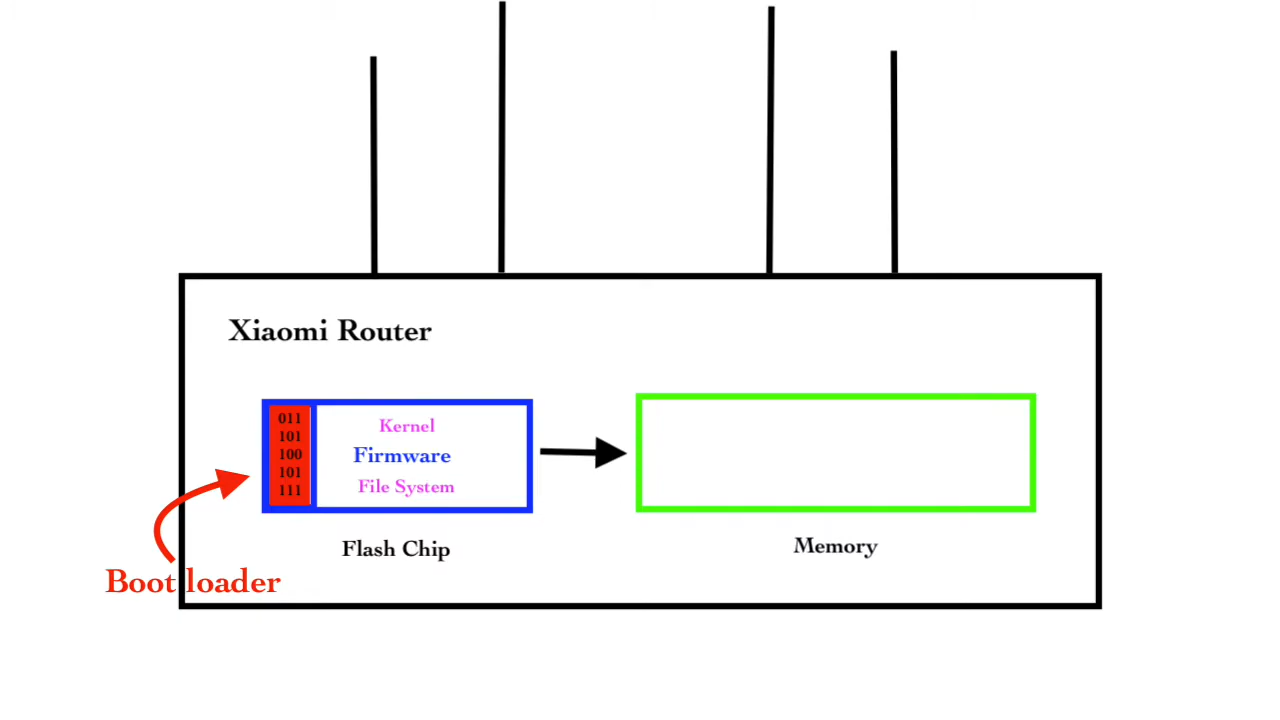 Xiaomi Router
011
101
100
101
111
Kernel
Firmware
File System
Flash Chip
Memory
Boot loader